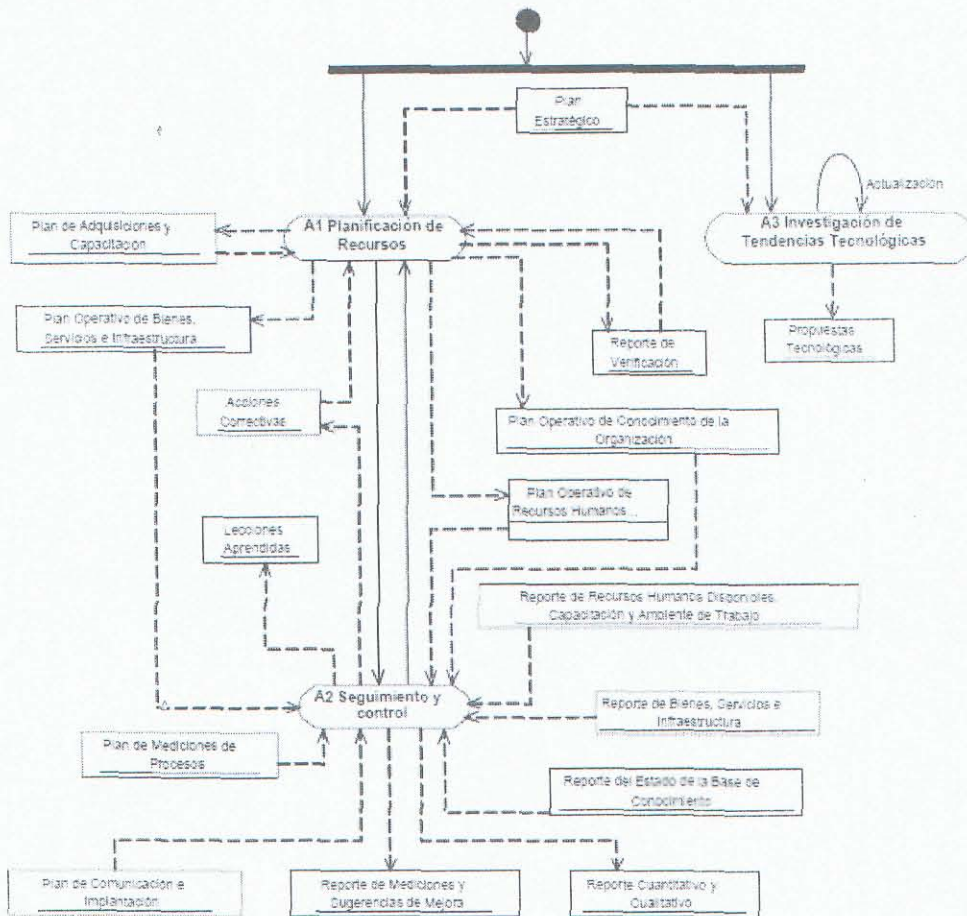 Plan
Estratégico
Actualización
A1 Planificación de
Recursos
A3 Investigación de
Tendencias Tecnológicas
Plan de Adquisiciones y
Capacitación
Plan Operativo de Bienes,
Servicios e Infraestructura
Reporte de
Verificación
Propuestas
Tecnológicas
Acciones
Correctivas
Plan Operativo de Conocimiento de la
Organización
Plan Operativo de
Recursos Humanos...
Lecciones
Aprendidas
Reporte de Recursos Humanos Disponibles,
Capacitación y Ambiente de Trabajo
A2 Seguimiento y
control
Reporte de Bienes, Servicios e
Infraestructura
Plan de Mediciones de
Procesos
Reporte del Estado de la Base de
Conocimiento
Plan de Comunicación e
Implantación
Reporte de Mediciones y
Sugerencias de Mejora
Reporte Cuantitativo y
Cualitativo